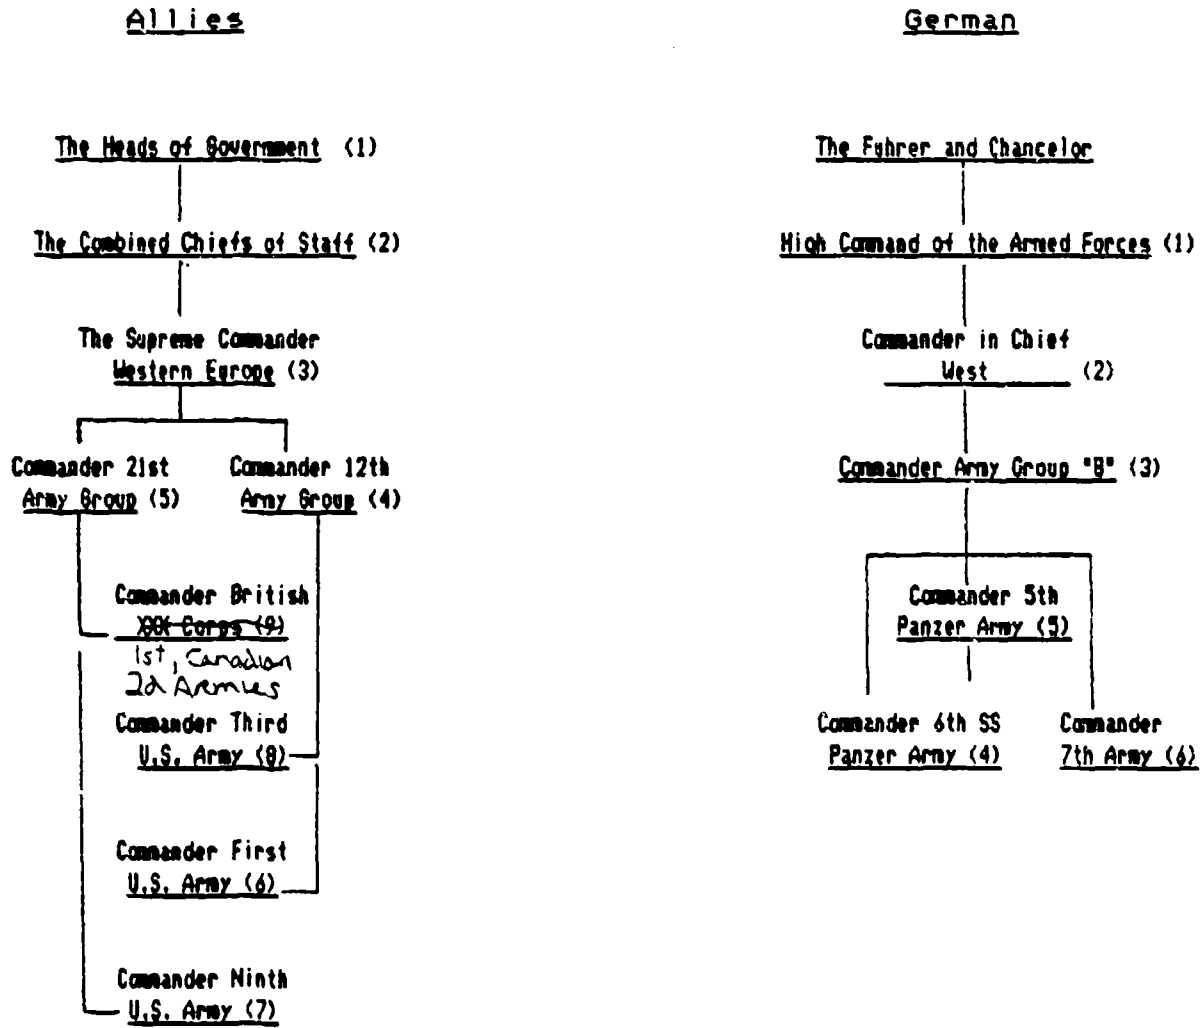 Allies
The Heads of Government (1)
The Combined Chiefs of Staff (2)
The Supreme Commander
Western Europe (3)
Commander 21st
Army Group (5)
Commander 12th
Army Group (4)
Commander British
XXX Corps (9)
1st, Canadian
2d Armies
Commander Third
U.S. Army (8)
Commander First
U.S. Army (6)
Commander Ninth
U.S. Army (7)
German
The Fuhrer and Chancelor
High Command of the Armed Forces (1)
Commander in Chief
West (2)
Commander Army Group "B" (3)
Commander 5th
Panzer Army (5)
Commander 6th SS
Panzer Army (4)
Commander
7th Army (6)